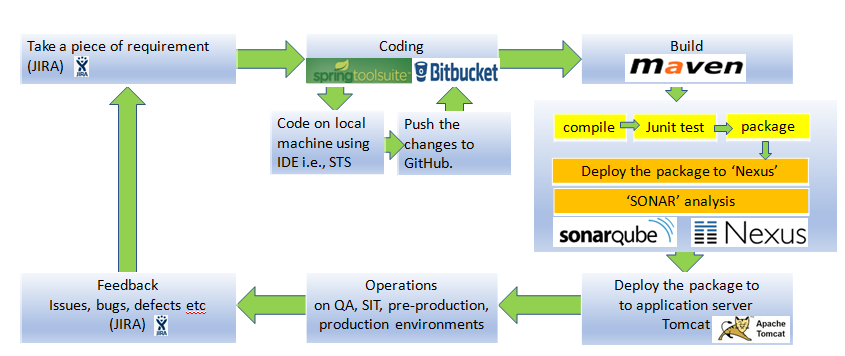 Take a piece of requirement
(JIRA)
JIRA
Coding
springtoolsuite
Bitbucket
Build
maven
Code on local
machine using
IDE i.e., STS
Push the
changes to
GitHub.
compile
Junit test
package
Deploy the package to ‘Nexus’
‘SONAR’ analysis
sonarqube
Nexus
Feedback
Issues, bugs, defects etc
(JIRA)
JIRA
Operations
on QA, SIT, pre-production,
production environments
Deploy the package to
to application server
Tomcat
Apache
Tomcat